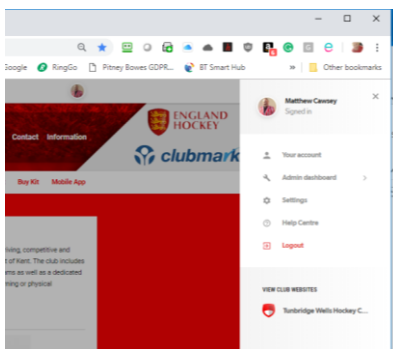 Google RingGo Pitney Bowes GDPR... BT Smart Hub » Other bookmarks
Matthew Cawsey
Signed in
ENGLAND
HOCKEY
Contact Information
clubmark
Your account
Buy Kit Mobile App
Admin dashboard
Settings
Help Centre
Logout
riving, competitive and
t of Kent. The club includes
ams as well as a dedicated
ming or physical
VIEW CLUB WEBSITES
Tunbridge Wells Hockey C...